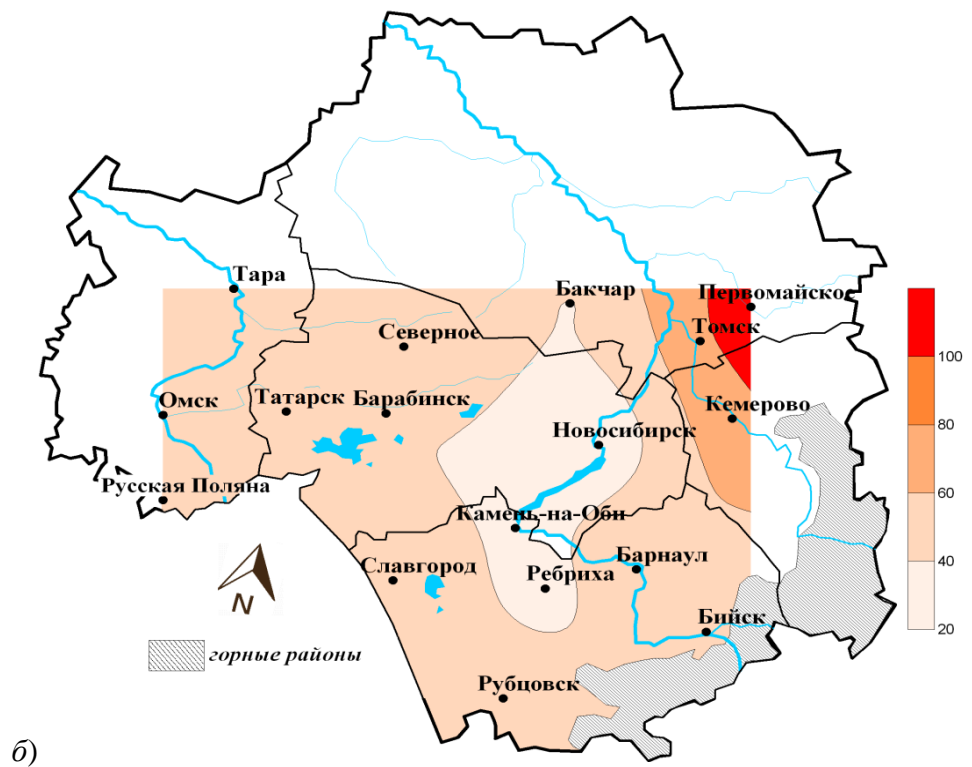 Тара
Бакчар
Первомайское
Северное
Томск
100
Омск
Татарск
Барабинск
Кемерово
80
Новосибирск
Русская Поляна
60
Камень-на-Оби
Славгород
Ребриха
Барнаул
40
N
Бийск
20
горные районы
Рубцовск
б)